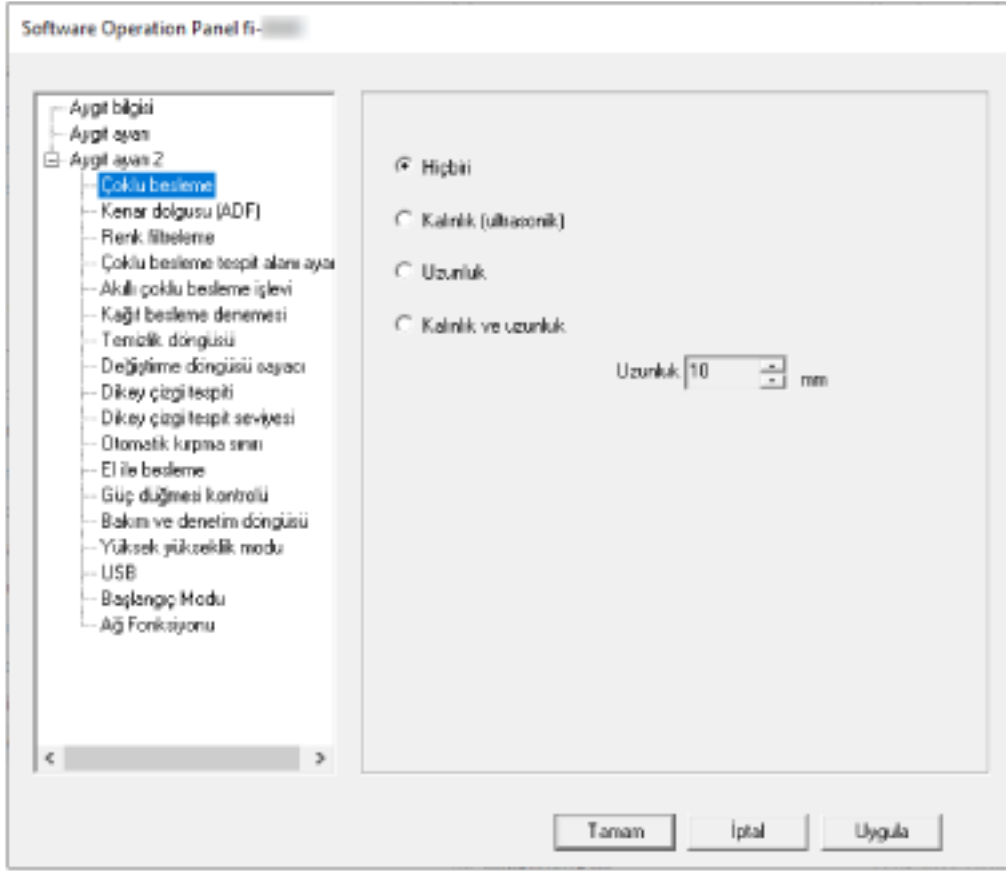 Software Operation Panel fi-
Aygıt bilgisi
Aygıt ayarı
Aygıt ayarı 2
Çoklu besleme
Kenar dolgusu (ADF)
Renk filtreleme
Çoklu besleme tespit alanı ayar
Akıllı çoklu besleme işlevi
Kağıt besleme denemesi
Temizlik döngüsü
Değiştirme döngüsü sayacı
Dikey çizgi tespiti
Dikey çizgi tespit seviyesi
Otomatik kırpma sınırı
El ile besleme
Güç düğmesi kontrolü
Bakım ve denetim döngüsü
Yüksek yükseklik modu
USB
Başlangıç Modu
Ağ Fonksiyonu
Hiçbiri
Kalınlık (ultrasonik)
Uzunluk
Kalınlık ve uzunluk
Uzunluk 10 mm
Tamam İptal Uygula